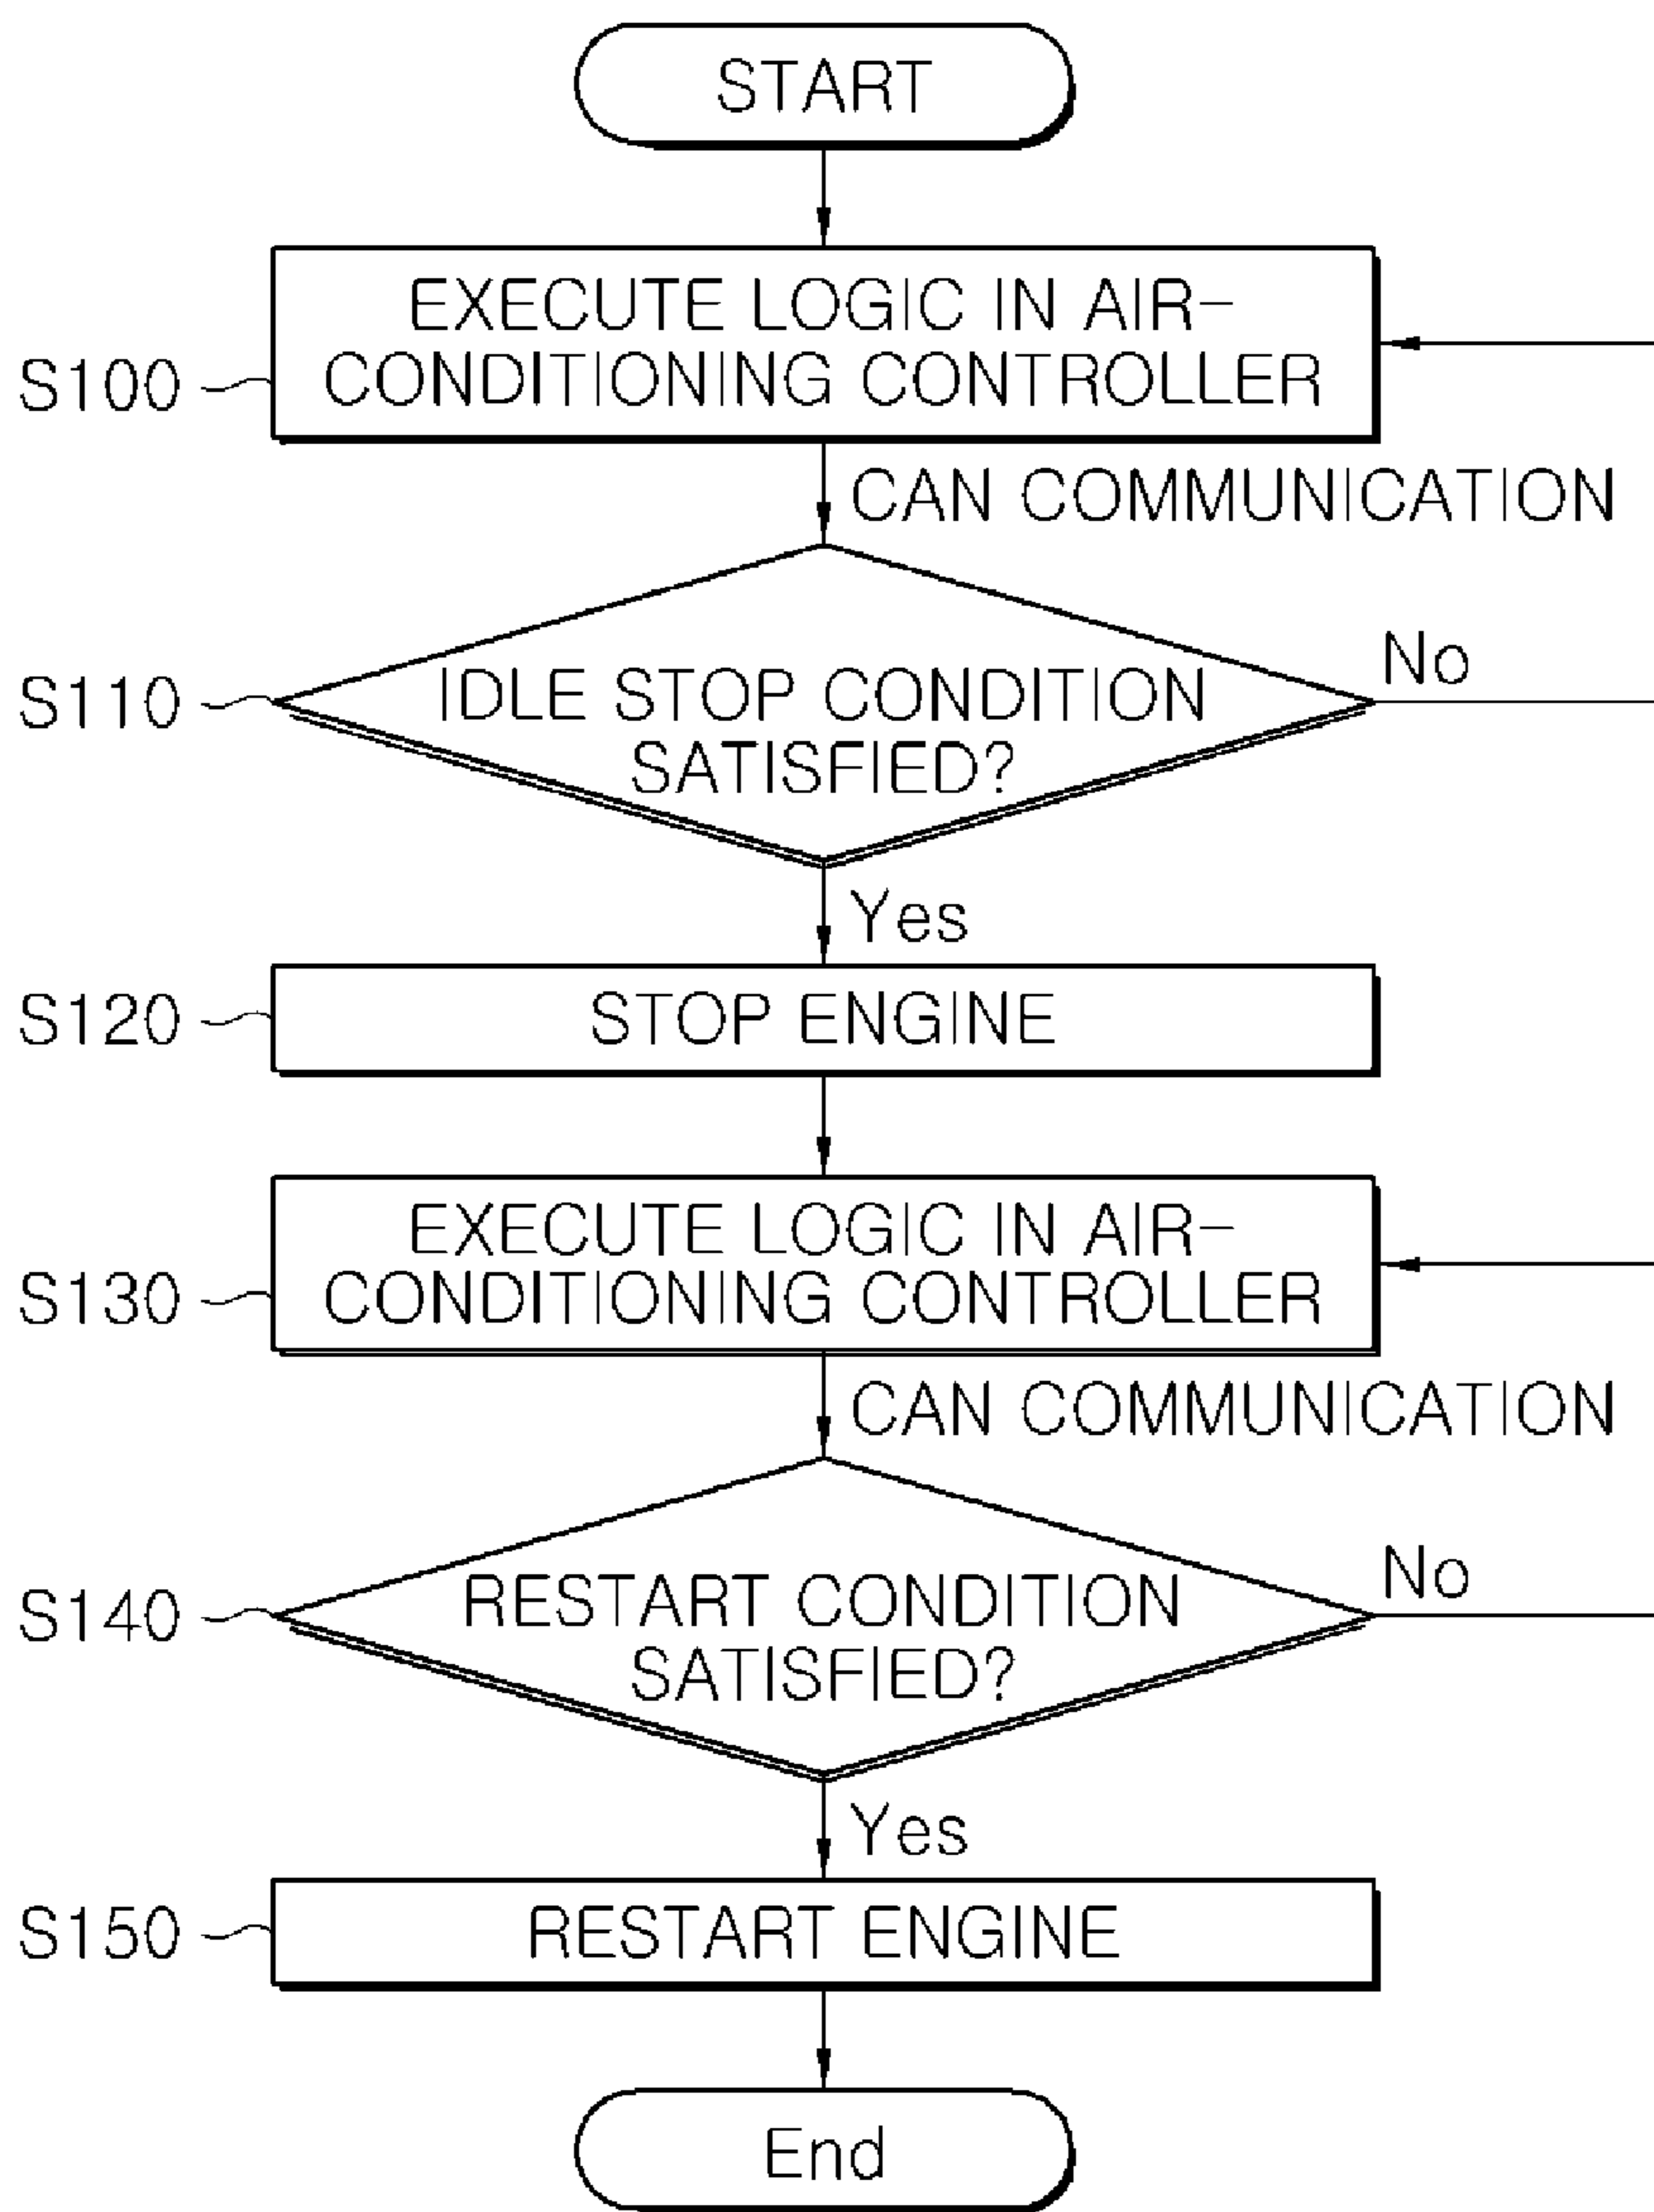 START
EXECUTE LOGIC IN AIR-
CONDITIONING CONTROLLER
S100
CAN COMMUNICATION
No
S110
IDLE STOP CONDITION
SATISFIED?
Yes
S120
STOP ENGINE
EXECUTE LOGIC IN AIR-
CONDITIONING CONTROLLER
S130
CAN COMMUNICATION
No
S140
RESTART CONDITION
SATISFIED?
Yes
S150
RESTART ENGINE
End